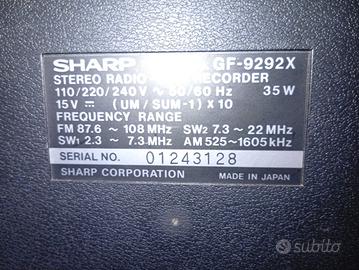 SHARP GF-9292X
STEREO RADIO RECORDER
110/220/240V ~ 50/60 Hz 35W
15V ⎓ (UM/SUM-1) X 10
FREQUENCY RANGE
FM 87.6 ~ 108 MHz SW2 7.3 ~ 22 MHz
SW1 2.3 ~ 7.3 MHz AM 525~1605 kHz
SERIAL NO. 01243128
SHARP CORPORATION MADE IN JAPAN
subito